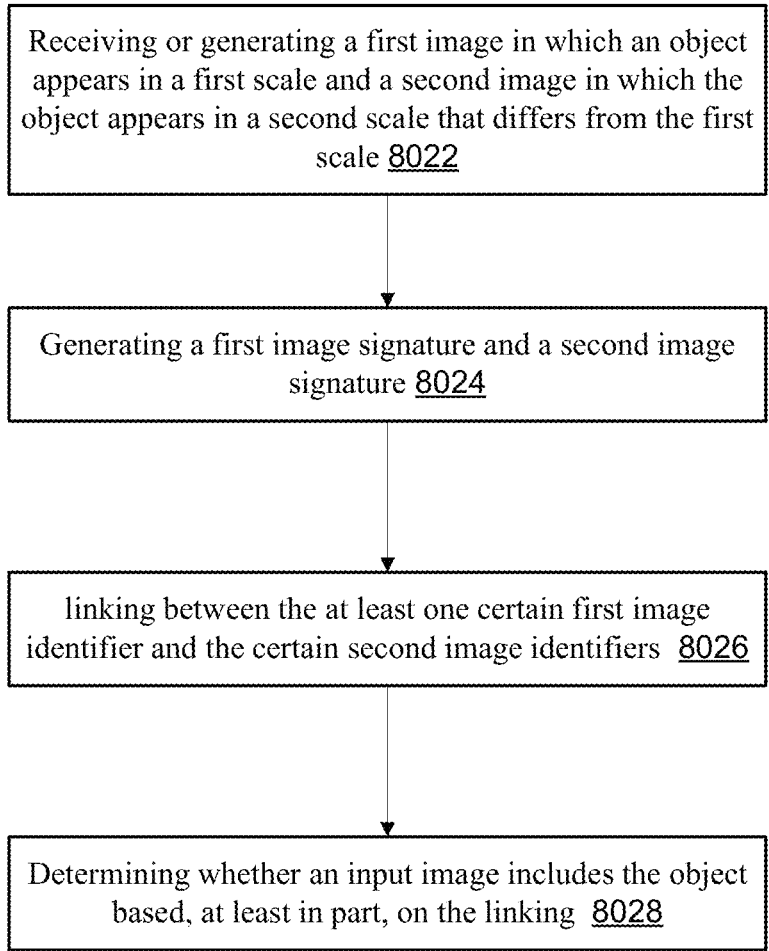 Receiving or generating a first image in which an object
appears in a first scale and a second image in which the
object appears in a second scale that differs from the first
scale 8022
Generating a first image signature and a second image
signature 8024
linking between the at least one certain first image
identifier and the certain second image identifiers 8026
Determining whether an input image includes the object
based, at least in part, on the linking 8028